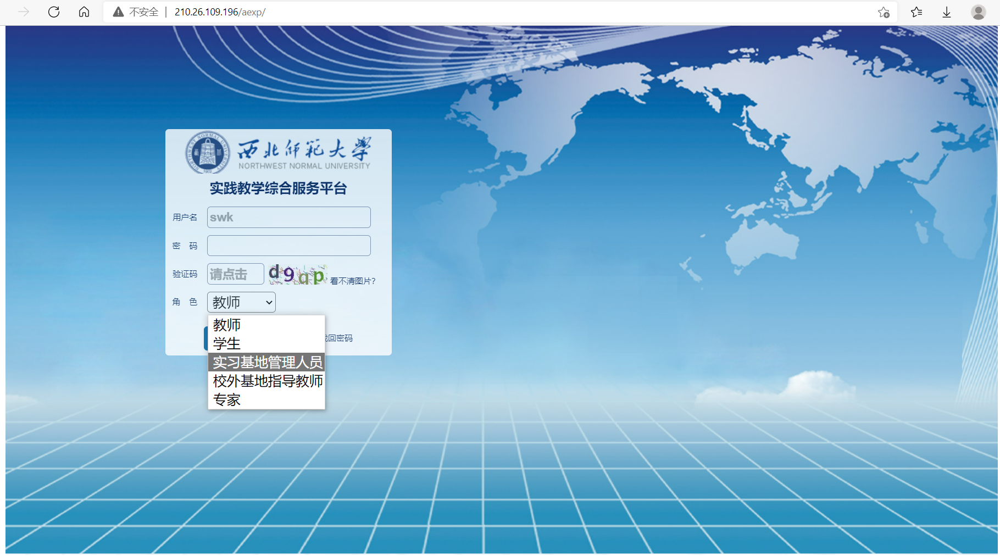 不安全 | 210.26.109.196/aexp/
西北师范大学
NORTHWEST NORMAL UNIVERSITY
实践教学综合服务平台
用户名 swk
密 码
验证码 请点击 d9qp 看不清图片?
角 色 教师
教师
学生
回密码
实习基地管理人员
校外基地指导教师
专家